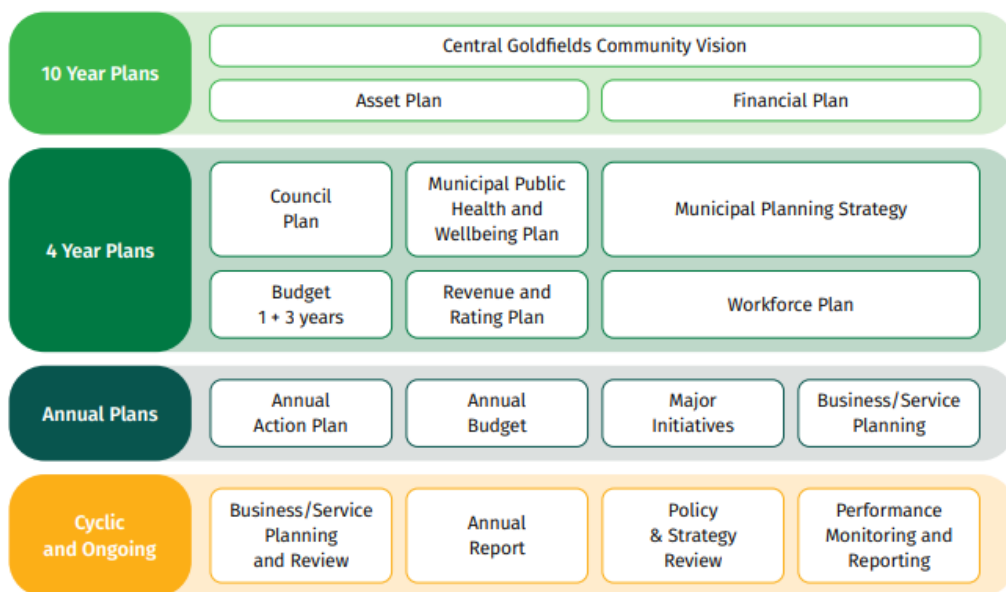 10 Year Plans
Central Goldfields Community Vision
Asset Plan
Financial Plan
4 Year Plans
Council
Plan
Municipal Public
Health and
Wellbeing Plan
Municipal Planning Strategy
Budget
1 + 3 years
Revenue and
Rating Plan
Workforce Plan
Annual Plans
Annual
Action Plan
Annual
Budget
Major
Initiatives
Business/Service
Planning
Cyclic
and Ongoing
Business/Service
Planning
and Review
Annual
Report
Policy
& Strategy
Review
Performance
Monitoring and
Reporting